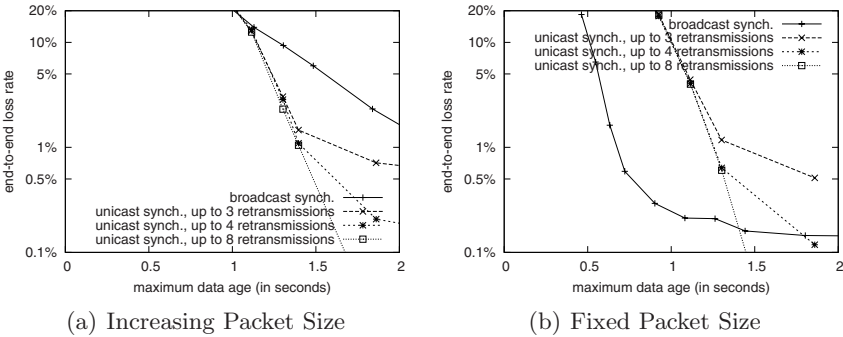 20%
10%
5%
1%
0.5%
0.1%
end-to-end loss rate
broadcast synch.
unicast synch., up to 3 retransmissions
unicast synch., up to 4 retransmissions
unicast synch., up to 8 retransmissions
0 0.5 1 1.5 2
maximum data age (in seconds)
(a) Increasing Packet Size
20%
10%
5%
1%
0.5%
0.1%
end-to-end loss rate
broadcast synch.
unicast synch., up to 3 retransmissions
unicast synch., up to 4 retransmissions
unicast synch., up to 8 retransmissions
0 0.5 1 1.5 2
maximum data age (in seconds)
(b) Fixed Packet Size